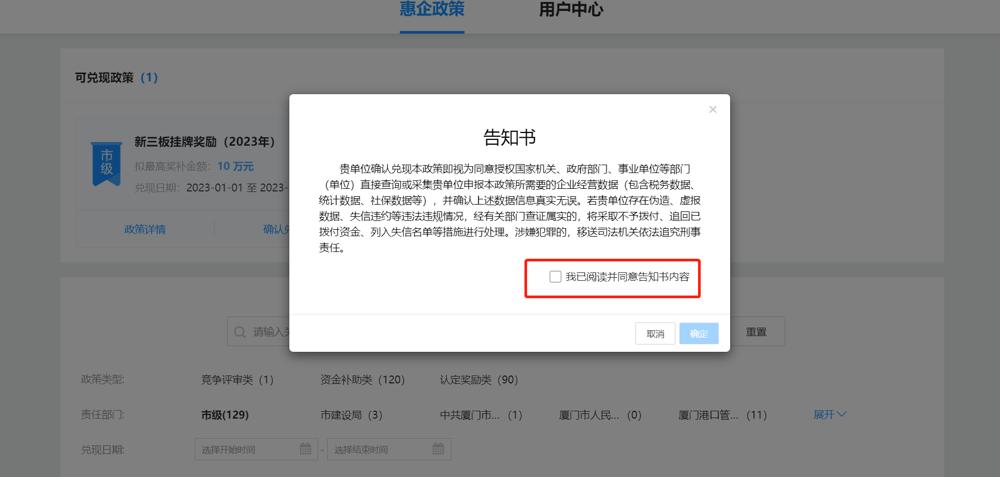 惠企政策
用户中心
可兑现政策（1）
市级
新三板挂牌奖励（2023年）
拟最高奖补金额：10 万元
兑现日期：2023-01-01 至 2023-
政策详情
确认
×
告知书
贵单位确认兑现本政策即视为同意授权国家机关、政府部门、事业单位等部门
（单位）直接查询或采集贵单位申报本政策所需要的企业经营数据（包含税务数据、
统计数据、社保数据等），并确认上述数据信息真实无误。若贵单位存在伪造、虚报
数据、失信违约等违法违规情况，经有关部门查证属实的，将采取不予拨付、追回已
拨付资金、列入失信名单等措施进行处理。涉嫌犯罪的，移送司法机关依法追究刑事
责任。
我已阅读并同意告知书内容
取消
确定
请输入
重置
政策类型:
竞争评审类（1）
资金补助类（120）
认定奖励类（90）
责任部门:
市级(129)
市建设局（3）
中共厦门市...（1）
厦门市人民...（0）
厦门港口管...（11）
展开
兑现日期:
选择开始时间
-
选择结束时间